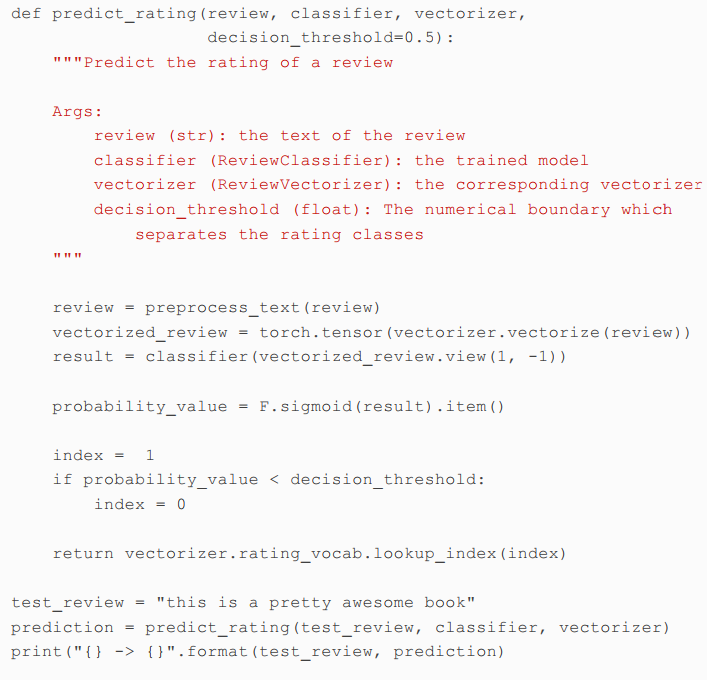 def predict_rating(review, classifier, vectorizer,
                   decision_threshold=0.5):
    """Predict the rating of a review

    Args:
        review (str): the text of the review
        classifier (ReviewClassifier): the trained model
        vectorizer (ReviewVectorizer): the corresponding vectorizer
        decision_threshold (float): The numerical boundary which
            separates the rating classes
    """

    review = preprocess_text(review)
    vectorized_review = torch.tensor(vectorizer.vectorize(review))
    result = classifier(vectorized_review.view(1, -1))

    probability_value = F.sigmoid(result).item()

    index =  1
    if probability_value < decision_threshold:
        index = 0

    return vectorizer.rating_vocab.lookup_index(index)

test_review = "this is a pretty awesome book"
prediction = predict_rating(test_review, classifier, vectorizer)
print("{} -> {}".format(test_review, prediction)